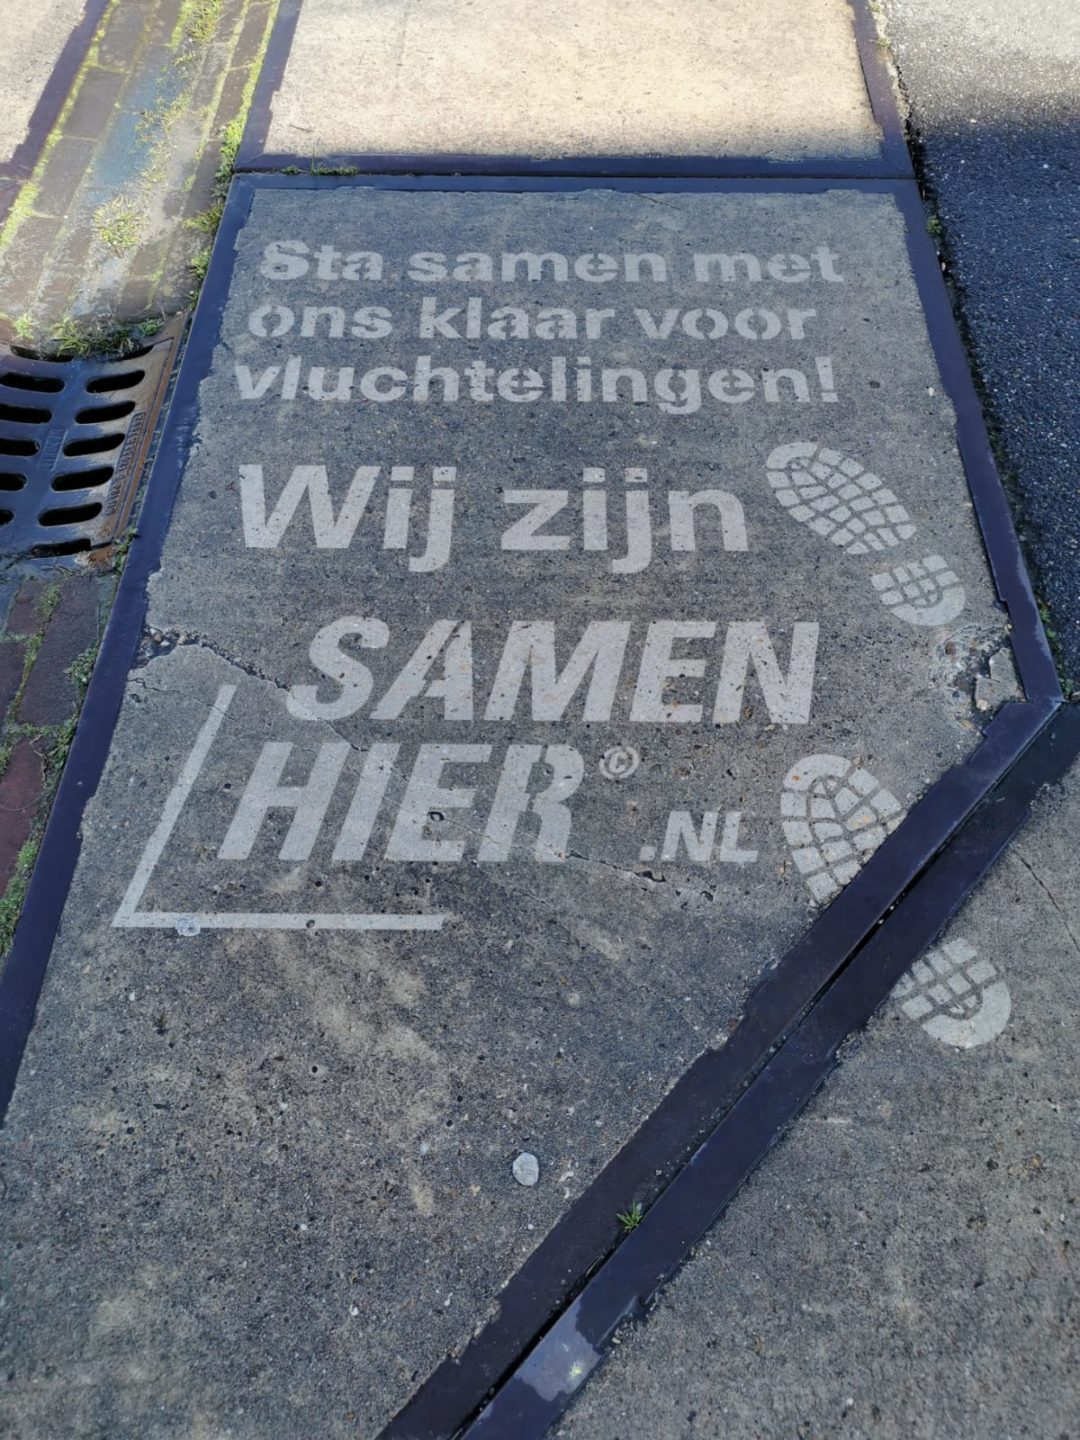 Sta samen met
ons klaar voor
vluchtelingen!
Wij zijn
SAMEN
HIER©
.NL